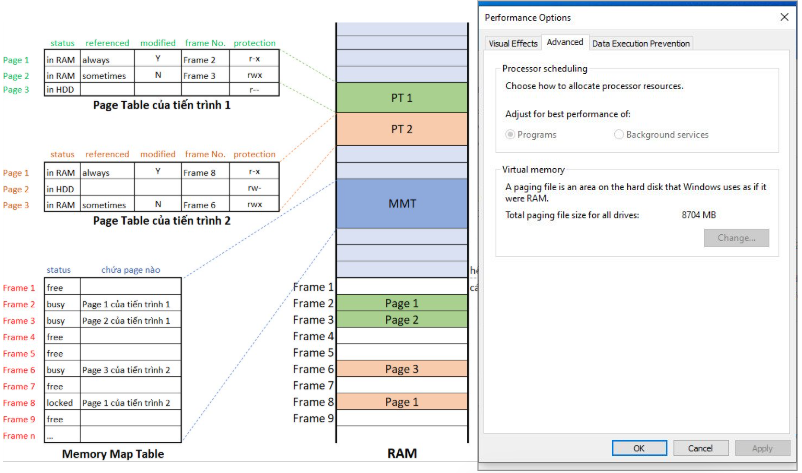 status referenced modified frame No. protection
Page 1 in RAM always Y Frame 2 r-x
Page 2 in RAM sometimes N Frame 3 rwx
Page 3 in HDD r--
Page Table của tiến trình 1
status referenced modified frame No. protection
Page 1 in RAM always Y Frame 8 r-x
Page 2 in HDD rw-
Page 3 in RAM sometimes N Frame 6 rwx
Page Table của tiến trình 2
status chứa page nào
Frame 1 free
Frame 2 busy Page 1 của tiến trình 1
Frame 3 busy Page 2 của tiến trình 1
Frame 4 free
Frame 5 free
Frame 6 busy Page 3 của tiến trình 2
Frame 7 free
Frame 8 locked Page 1 của tiến trình 2
Frame 9 free
Frame n ...
Memory Map Table
PT 1
PT 2
MMT
Frame 1
Frame 2 Page 1
Frame 3 Page 2
Frame 4
Frame 5
Frame 6 Page 3
Frame 7
Frame 8 Page 1
Frame 9
RAM
Performance Options
Visual Effects Advanced Data Execution Prevention
Processor scheduling
Choose how to allocate processor resources.
Adjust for best performance of:
Programs Background services
Virtual memory
A paging file is an area on the hard disk that Windows uses as if it
were RAM.
Total paging file size for all drives: 8704 MB
Change...
OK Cancel Apply